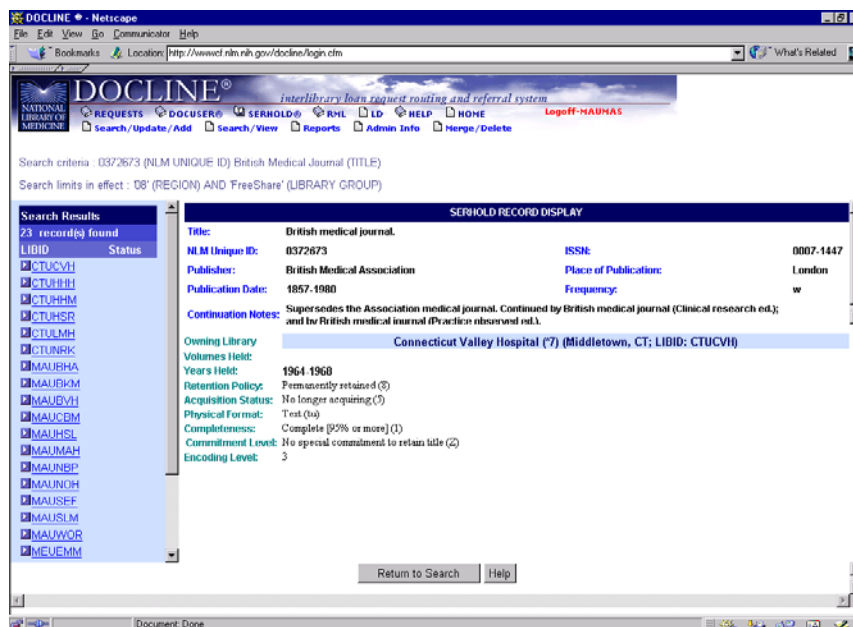 DOCLINE ® - Netscape
File Edit View Go Communicator Help
Bookmarks Location: http://wwwcf.nlm.nih.gov/docline/login.cfm What's Related
NATIONAL LIBRARY OF MEDICINE
DOCLINE®
interlibrary loan request routing and referral system
REQUESTS DOCUSER® SERHOLD® RML LD HELP HOME Logoff-MAUMAS
Search/Update/Add Search/View Reports Admin Info Merge/Delete
Search criteria : 0372673 (NLM UNIQUE ID) British Medical Journal (TITLE)
Search limits in effect : '08' (REGION) AND 'FreeShare' (LIBRARY GROUP)
Search Results
23 record(s) found
LIBID Status
CTUCVH
CTUHHH
CTUHHM
CTUHSR
CTULMH
CTUNRK
MAUBHA
MAUBKM
MAUBVH
MAUCBM
MAUHSL
MAUMAH
MAUNBP
MAUNOH
MAUSEF
MAUSLM
MAUWOR
MEUEMM
SERHOLD RECORD DISPLAY
Title: British medical journal.
NLM Unique ID: 0372673 ISSN: 0007-1447
Publisher: British Medical Association Place of Publication: London
Publication Date: 1857-1980 Frequency: w
Continuation Notes: Supersedes the Association medical journal. Continued by British medical journal (Clinical research ed.);
and by British medical journal (Practice observed ed.).
Owning Library Connecticut Valley Hospital (*7) (Middletown, CT; LIBID: CTUCVH)
Volumes Held:
Years Held: 1964-1968
Retention Policy: Permanently retained (8)
Acquisition Status: No longer acquiring (5)
Physical Format: Text (tu)
Completeness: Complete [95% or more] (1)
Commitment Level: No special commitment to retain title (2)
Encoding Level: 3
Return to Search Help
Document: Done